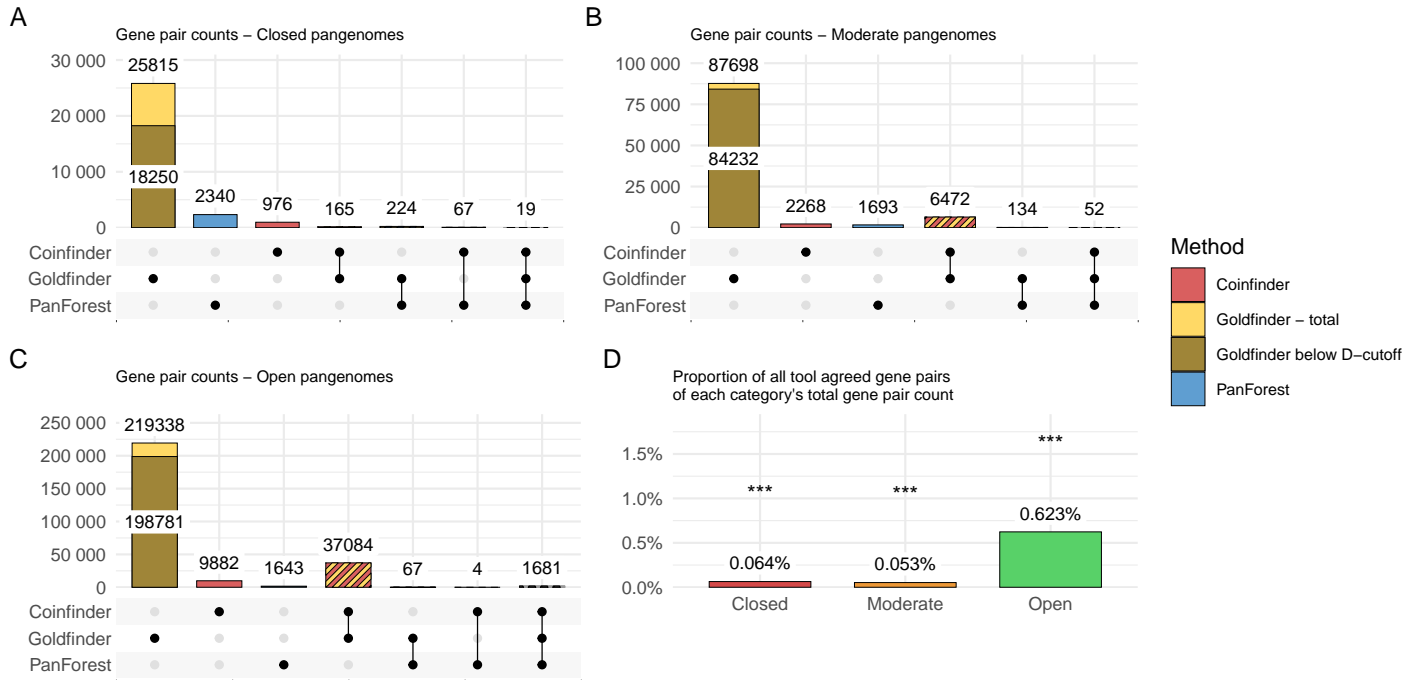 A
Gene pair counts – Closed pangenomes
30 000
20 000
10 000
0
25815
18250
2340
976
165
224
67
19
Coinfinder
Goldfinder
PanForest
B
Gene pair counts – Moderate pangenomes
100 000
75 000
50 000
25 000
0
87698
84232
2268
1693
6472
134
52
Coinfinder
Goldfinder
PanForest
Method
Coinfinder
Goldfinder – total
Goldfinder below D–cutoff
PanForest
C
Gene pair counts – Open pangenomes
250 000
200 000
150 000
100 000
50 000
0
219338
198781
9882
1643
37084
67
4
1681
Coinfinder
Goldfinder
PanForest
D
Proportion of all tool agreed gene pairs
of each category's total gene pair count
1.5%
1.0%
0.5%
0.0%
***
***
***
0.064%
0.053%
0.623%
Closed
Moderate
Open